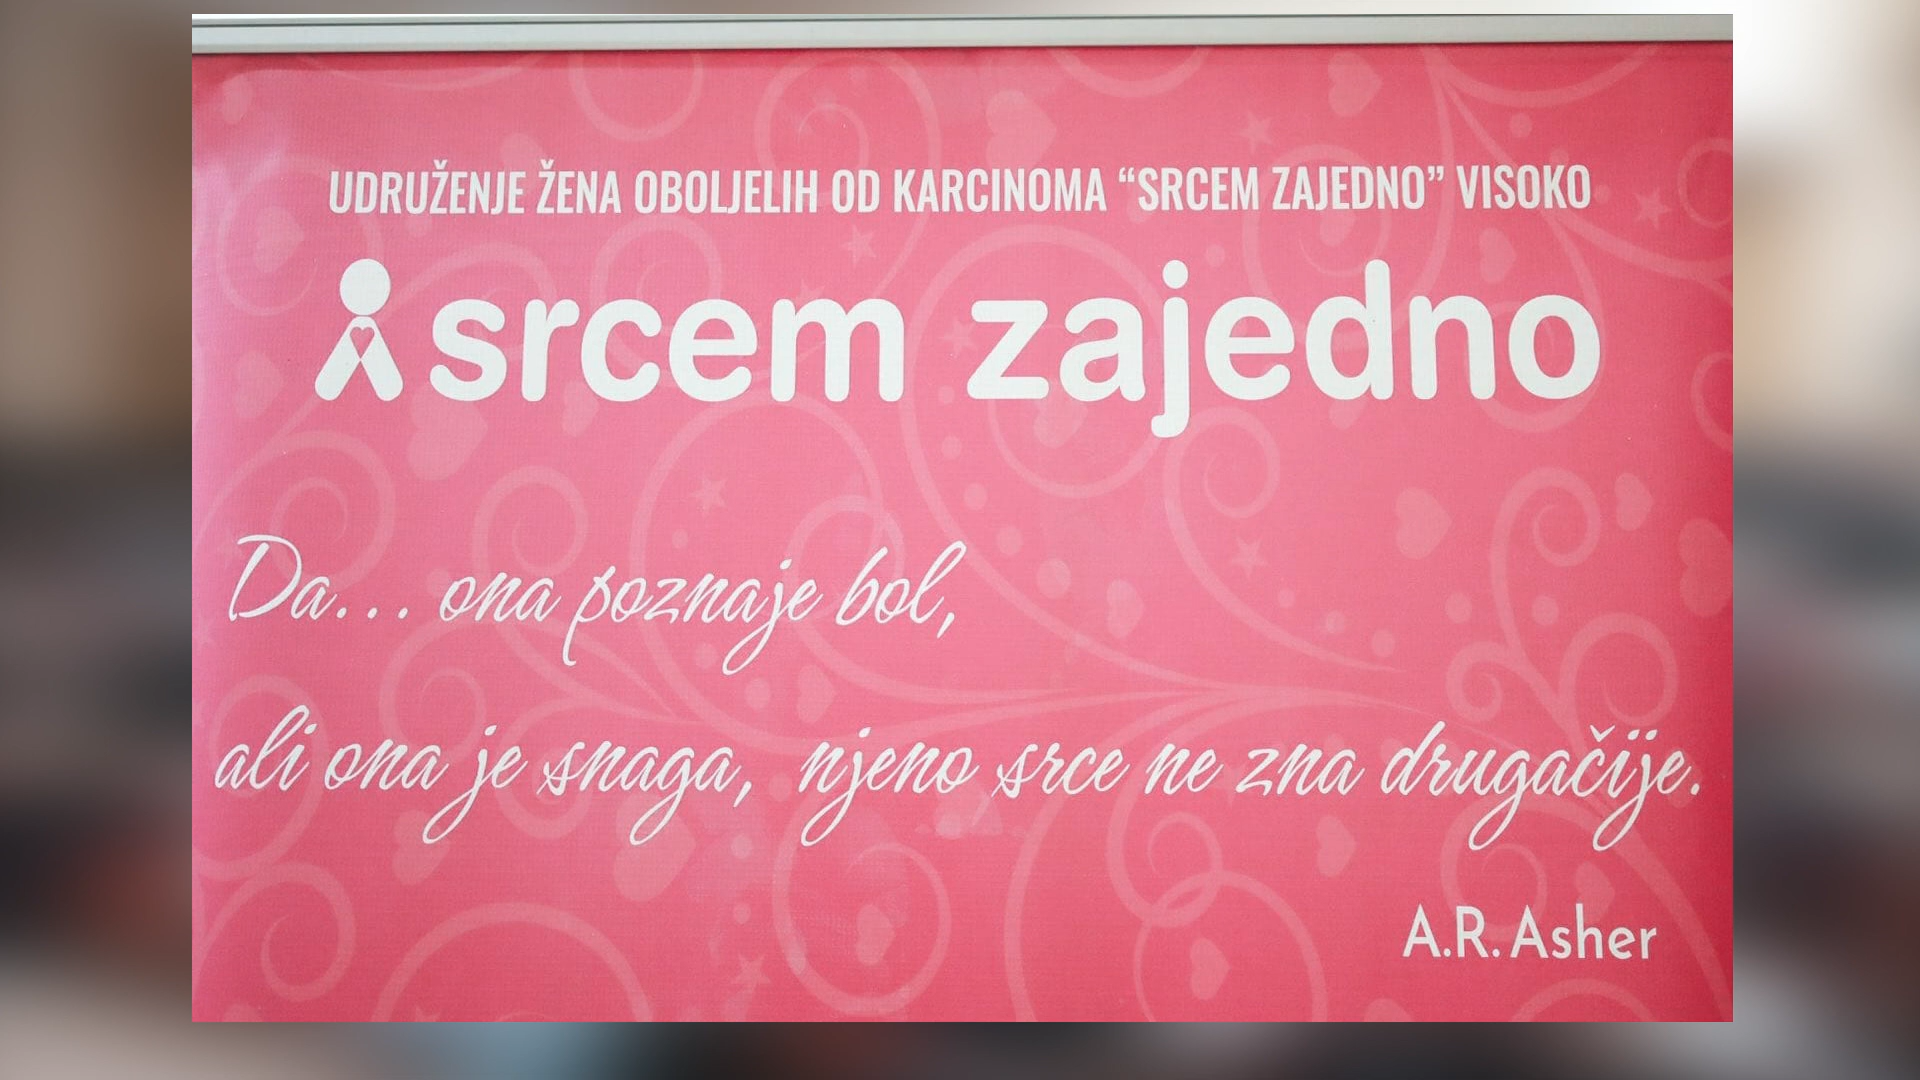 UDRUŽENJE ŽENA OBOLJELIH OD KARCINOMA “SRCEM ZAJEDNO” VISOKO
srcem zajedno
Da... ona poznaje bol,
ali ona je snaga, njeno srce ne zna drugačije.
A.R. Asher